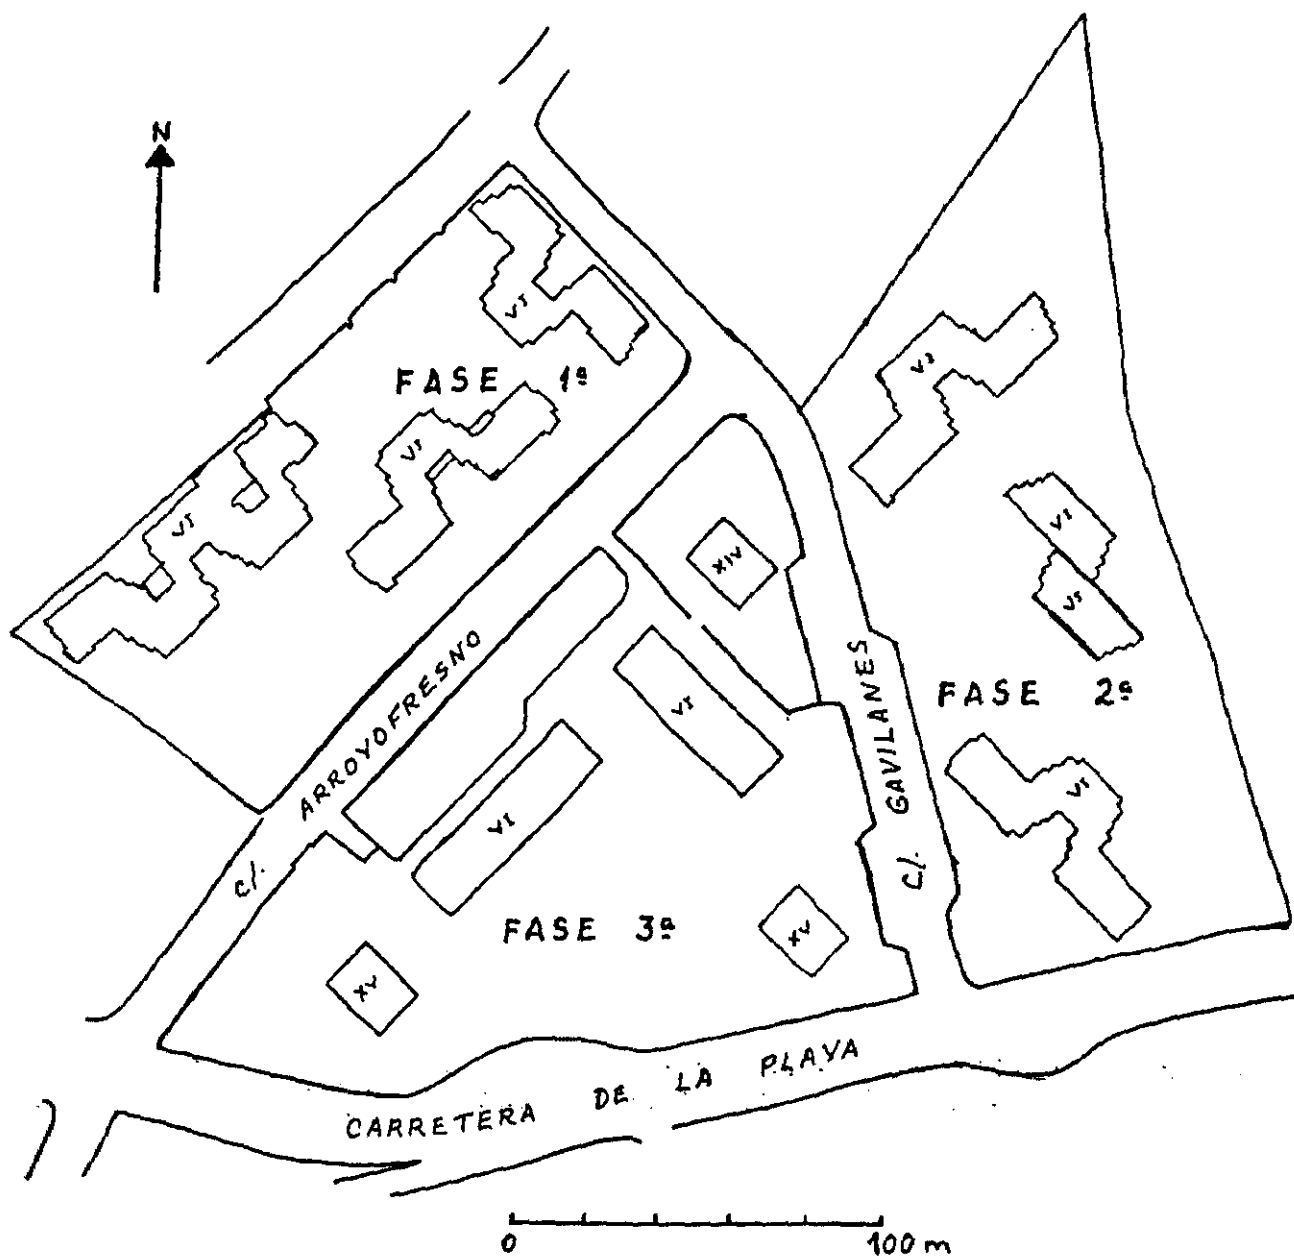 N
VI
FASE 1ª
VI
VI
VI
XIV
VI
VI
FASE 2ª
C/. ARROYOFRESNO
C/. GAVILANES
VI
VI
VI
FASE 3ª
XV
XV
CARRETERA DE LA PLAYA
0 100 m